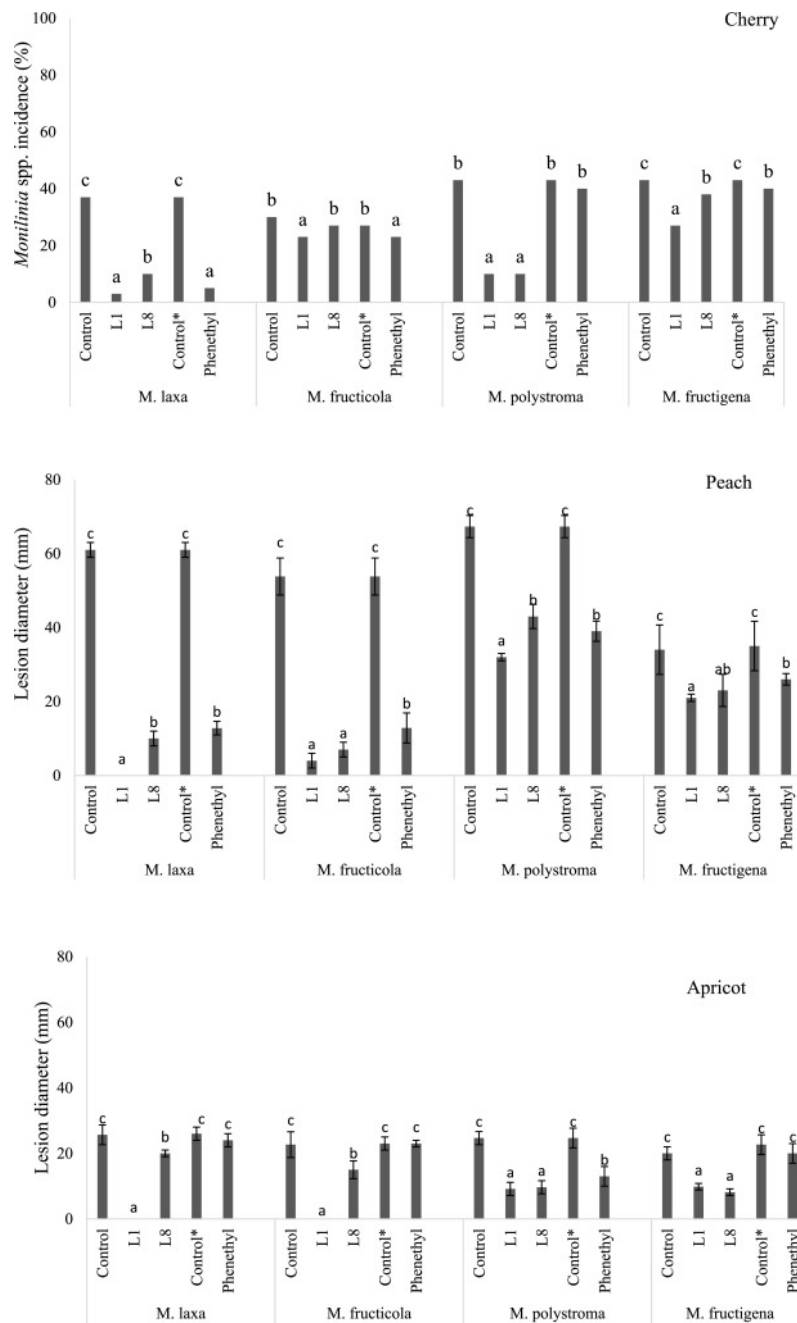 Cherry
Monilinia spp. incidence (%)
100
80
60
40
20
0
c a b c a
b a b b a
b a a b b
c a b c b
Control L1 L8 Control* Phenethyl
Control L1 L8 Control* Phenethyl
Control L1 L8 Control* Phenethyl
Control L1 L8 Control* Phenethyl
M. laxa M. fructicola M. polystroma M. fructigena
Peach
Lesion diameter (mm)
80
60
40
20
0
c a b c b
c a a c b
c a b c b
c a ab c b
Control L1 L8 Control* Phenethyl
Control L1 L8 Control* Phenethyl
Control L1 L8 Control* Phenethyl
Control L1 L8 Control* Phenethyl
M. laxa M. fructicola M. polystroma M. fructigena
Apricot
Lesion diameter (mm)
80
60
40
20
0
c a b c c
c a b c c
c a a c b
c a a c c
Control L1 L8 Control* Phenethyl
Control L1 L8 Control* Phenethyl
Control L1 L8 Control* Phenethyl
Control L1 L8 Control* Phenethyl
M. laxa M. fructicola M. polystroma M. fructigena